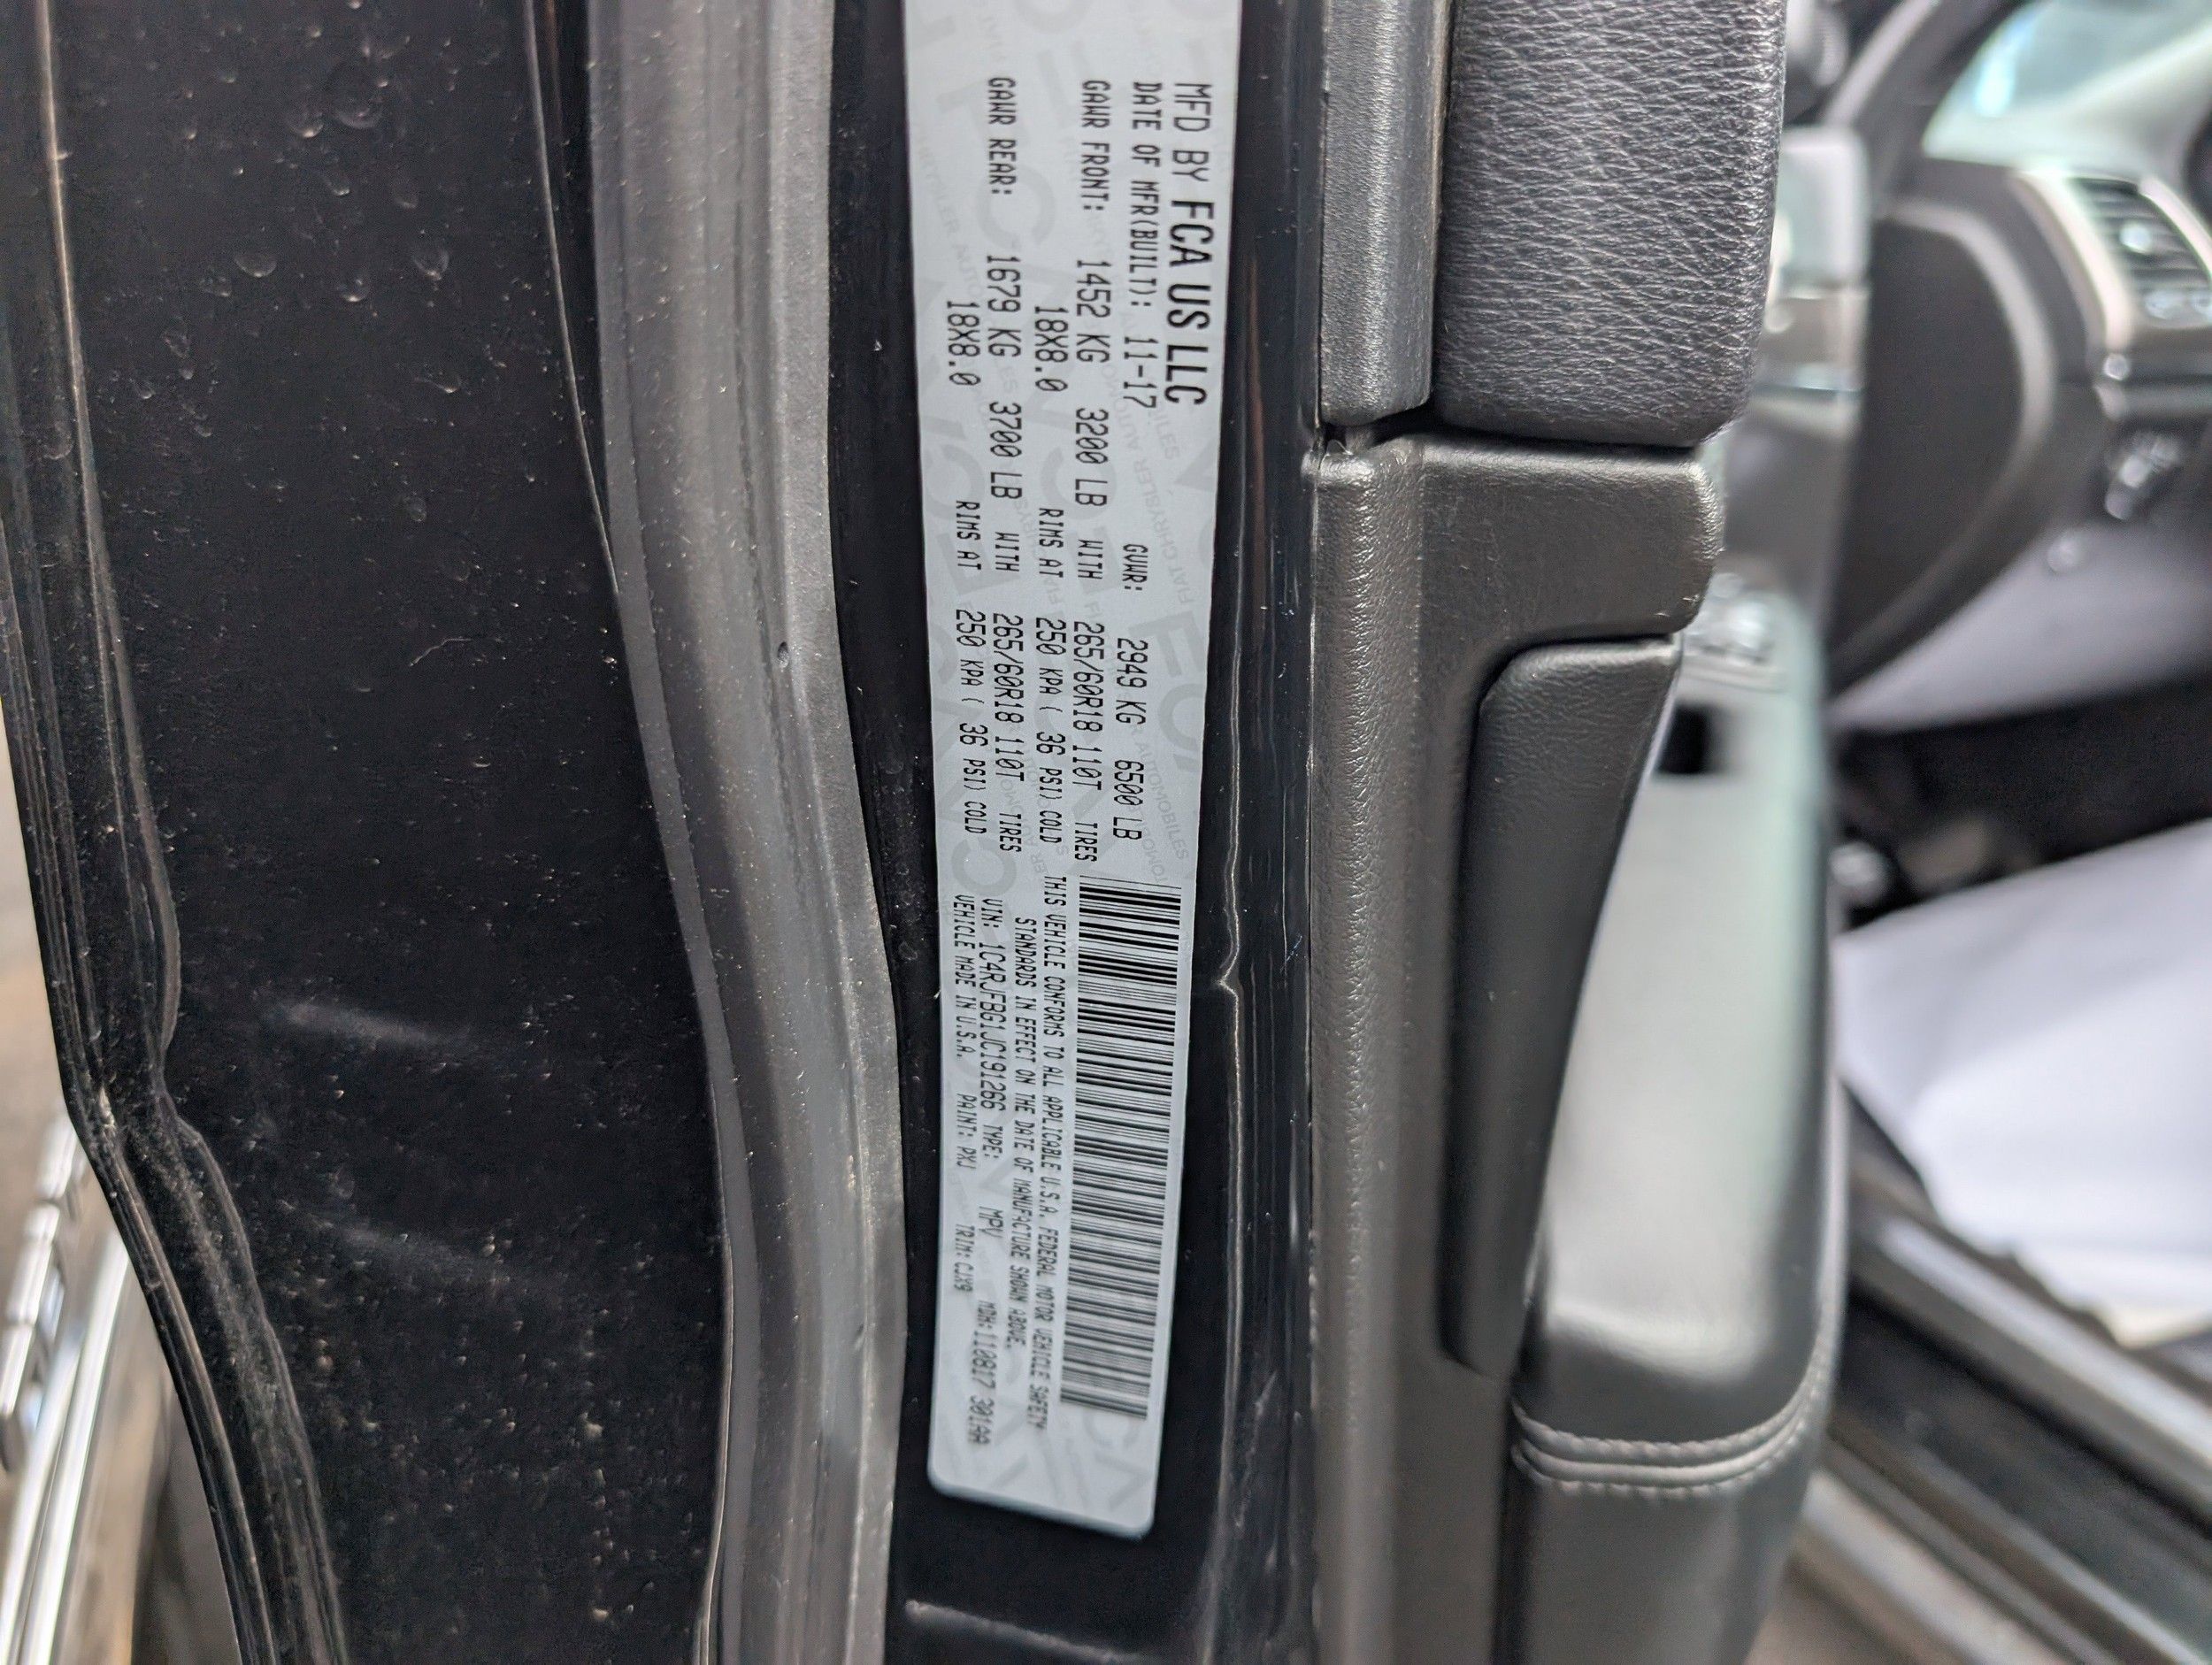 MFD BY FCA US LLC
DATE OF MFR(BUILT): 11-17 GVWR: 2949 KG 6500 LB
GAWR FRONT: 1452 KG 3200 LB WITH 265/60R18 110T TIRES
18X8.0 RIMS AT 250 KPA ( 36 PSI) COLD
GAWR REAR: 1679 KG 3700 LB WITH 265/60R18 110T TIRES
18X8.0 RIMS AT 250 KPA ( 36 PSI) COLD
THIS VEHICLE CONFORMS TO ALL APPLICABLE U.S.A. FEDERAL MOTOR VEHICLE SAFETY
STANDARDS IN EFFECT ON THE DATE OF MANUFACTURE SHOWN ABOVE.
VIN: 1C4RJFBG1JC191266 TYPE: MPV MDH:110817 301AA
VEHICLE MADE IN U.S.A. PAINT: PXJ TRIM: CJX9